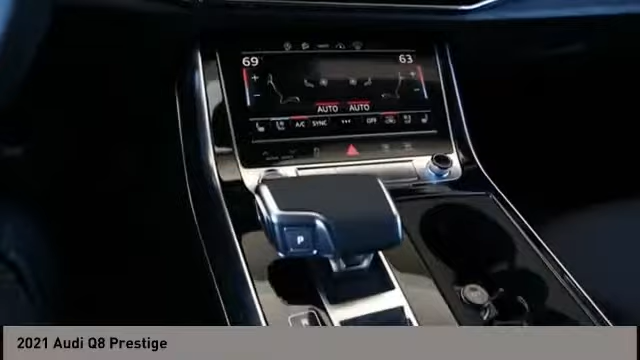 69 63
AUTO AUTO
A/C SYNC OFF
P
2021 Audi Q8 Prestige